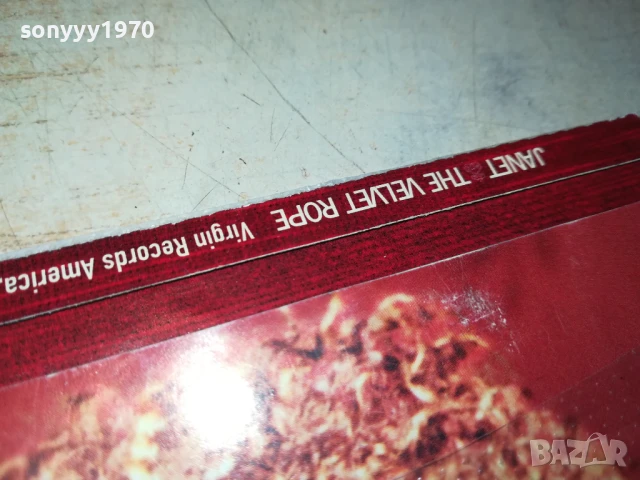 sonyyy1970
JANET THE VELVET ROPE Virgin Records America,
BAZAR